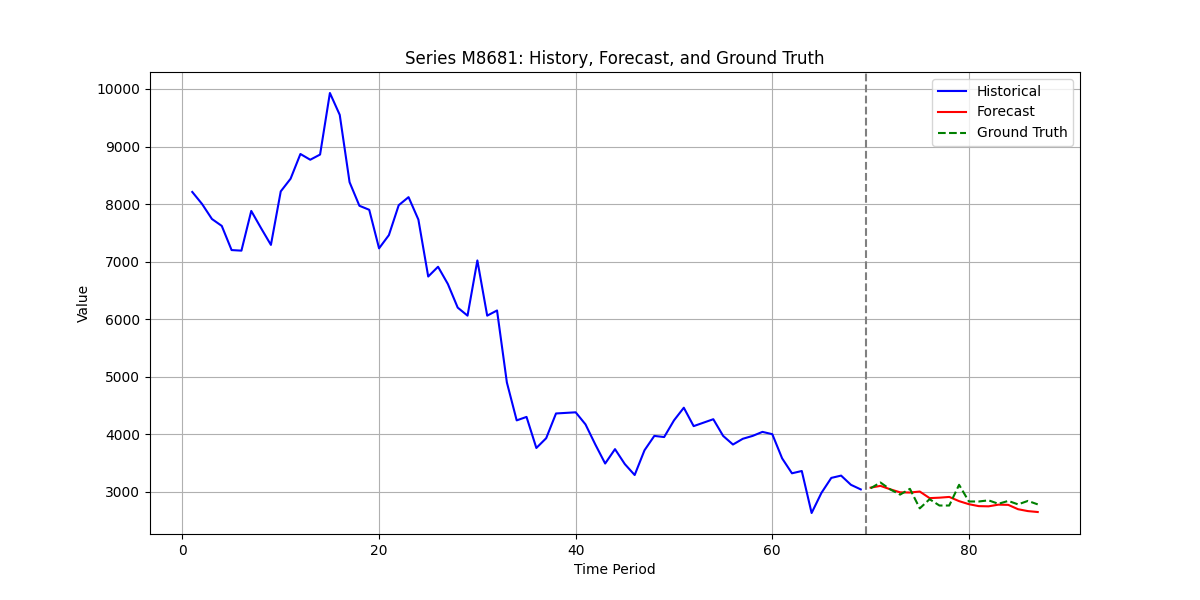 Series M8681: History, Forecast, and Ground Truth
Historical
Forecast
Ground Truth
Value
10000
9000
8000
7000
6000
5000
4000
3000
0
20
40
60
80
Time Period